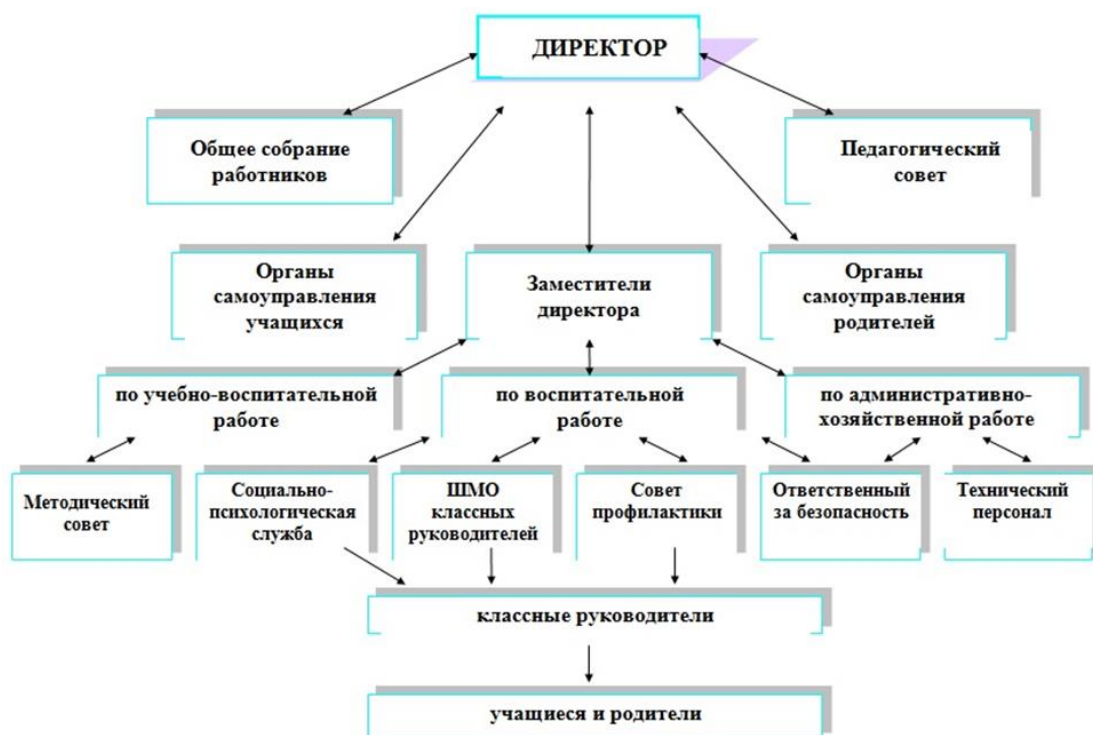 ДИРЕКТОР
Общее собрание
работников
Педагогический
совет
Органы
самоуправления
учащихся
Заместители
директора
Органы
самоуправления
родителей
по учебно-воспитательной
работе
по воспитательной
работе
по административно-
хозяйственной работе
Методический
совет
Социально-
психологическая
служба
ШМО
классных
руководителей
Совет
профилактики
Ответственный
за безопасность
Технический
персонал
классные руководители
учащиеся и родители